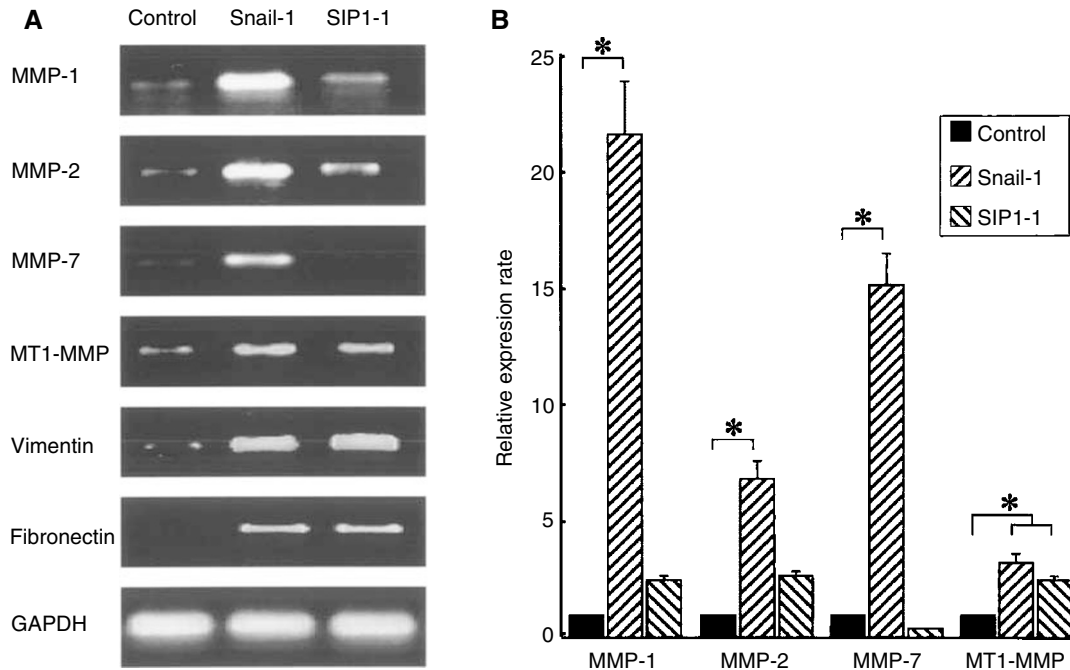 A
Control Snail-1 SIP1-1
MMP-1
MMP-2
MMP-7
MT1-MMP
Vimentin
Fibronectin
GAPDH
B
Relative expresion rate
25
20
15
10
5
0
*
*
*
*
Control
Snail-1
SIP1-1
MMP-1 MMP-2 MMP-7 MT1-MMP